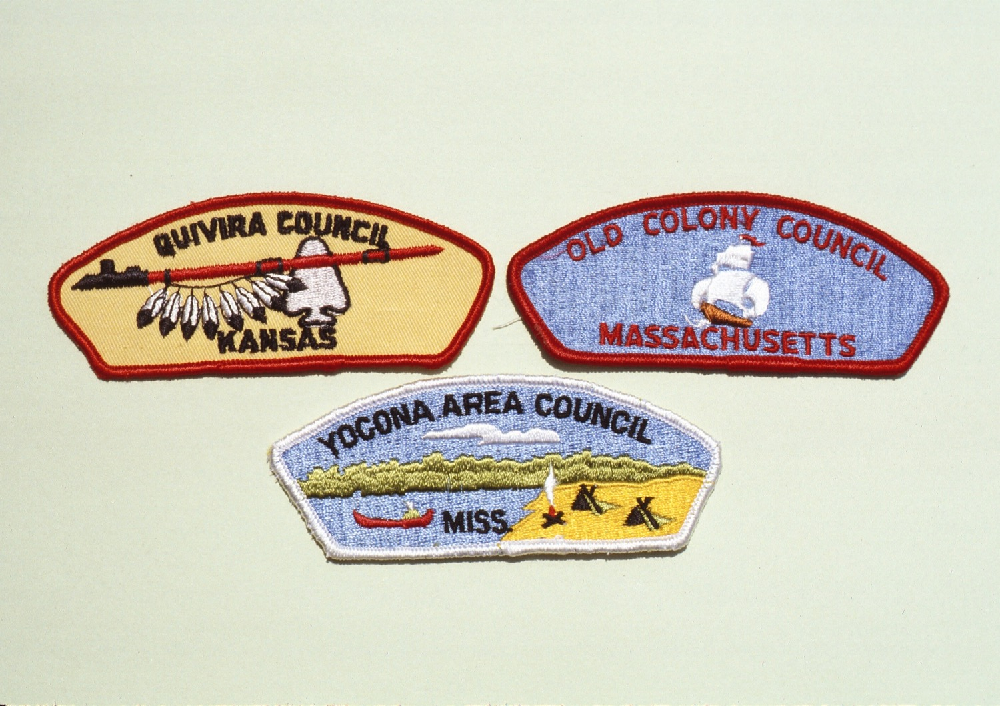 QUIVIRA COUNCIL
KANSAS
OLD COLONY COUNCIL
MASSACHUSETTS
YOCONA AREA COUNCIL
MISS.